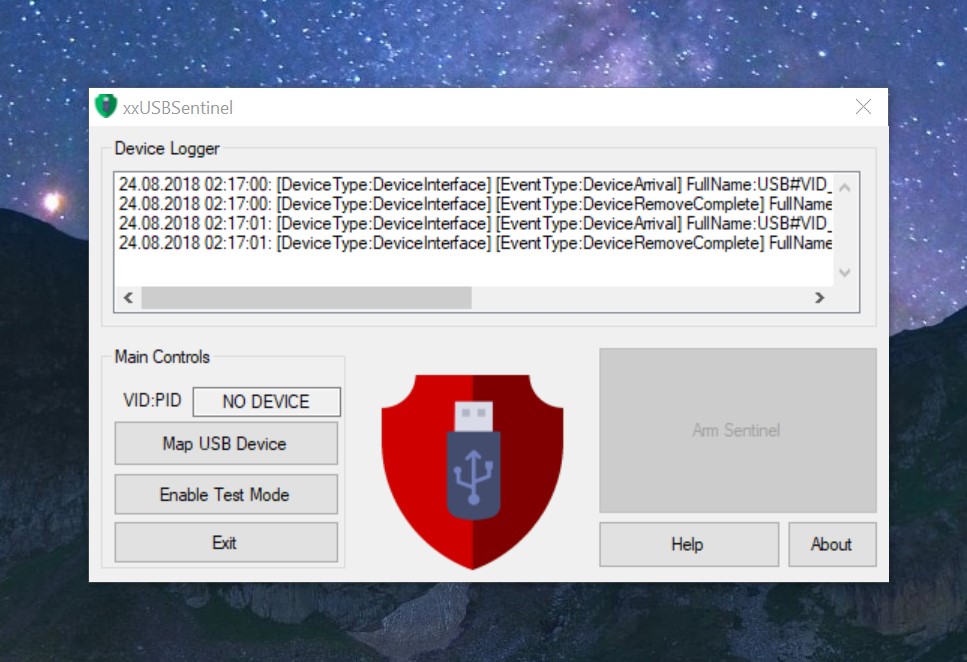 xxUSBSentinel
Device Logger
24.08.2018 02:17:00: [DeviceType:DeviceInterface] [EventType:DeviceArrival] FullName:USB#VID_
24.08.2018 02:17:00: [DeviceType:DeviceInterface] [EventType:DeviceRemoveComplete] FullName
24.08.2018 02:17:01: [DeviceType:DeviceInterface] [EventType:DeviceArrival] FullName:USB#VID_
24.08.2018 02:17:01: [DeviceType:DeviceInterface] [EventType:DeviceRemoveComplete] FullName
Main Controls
VID:PID NO DEVICE
Map USB Device
Enable Test Mode
Exit
Arm Sentinel
Help
About